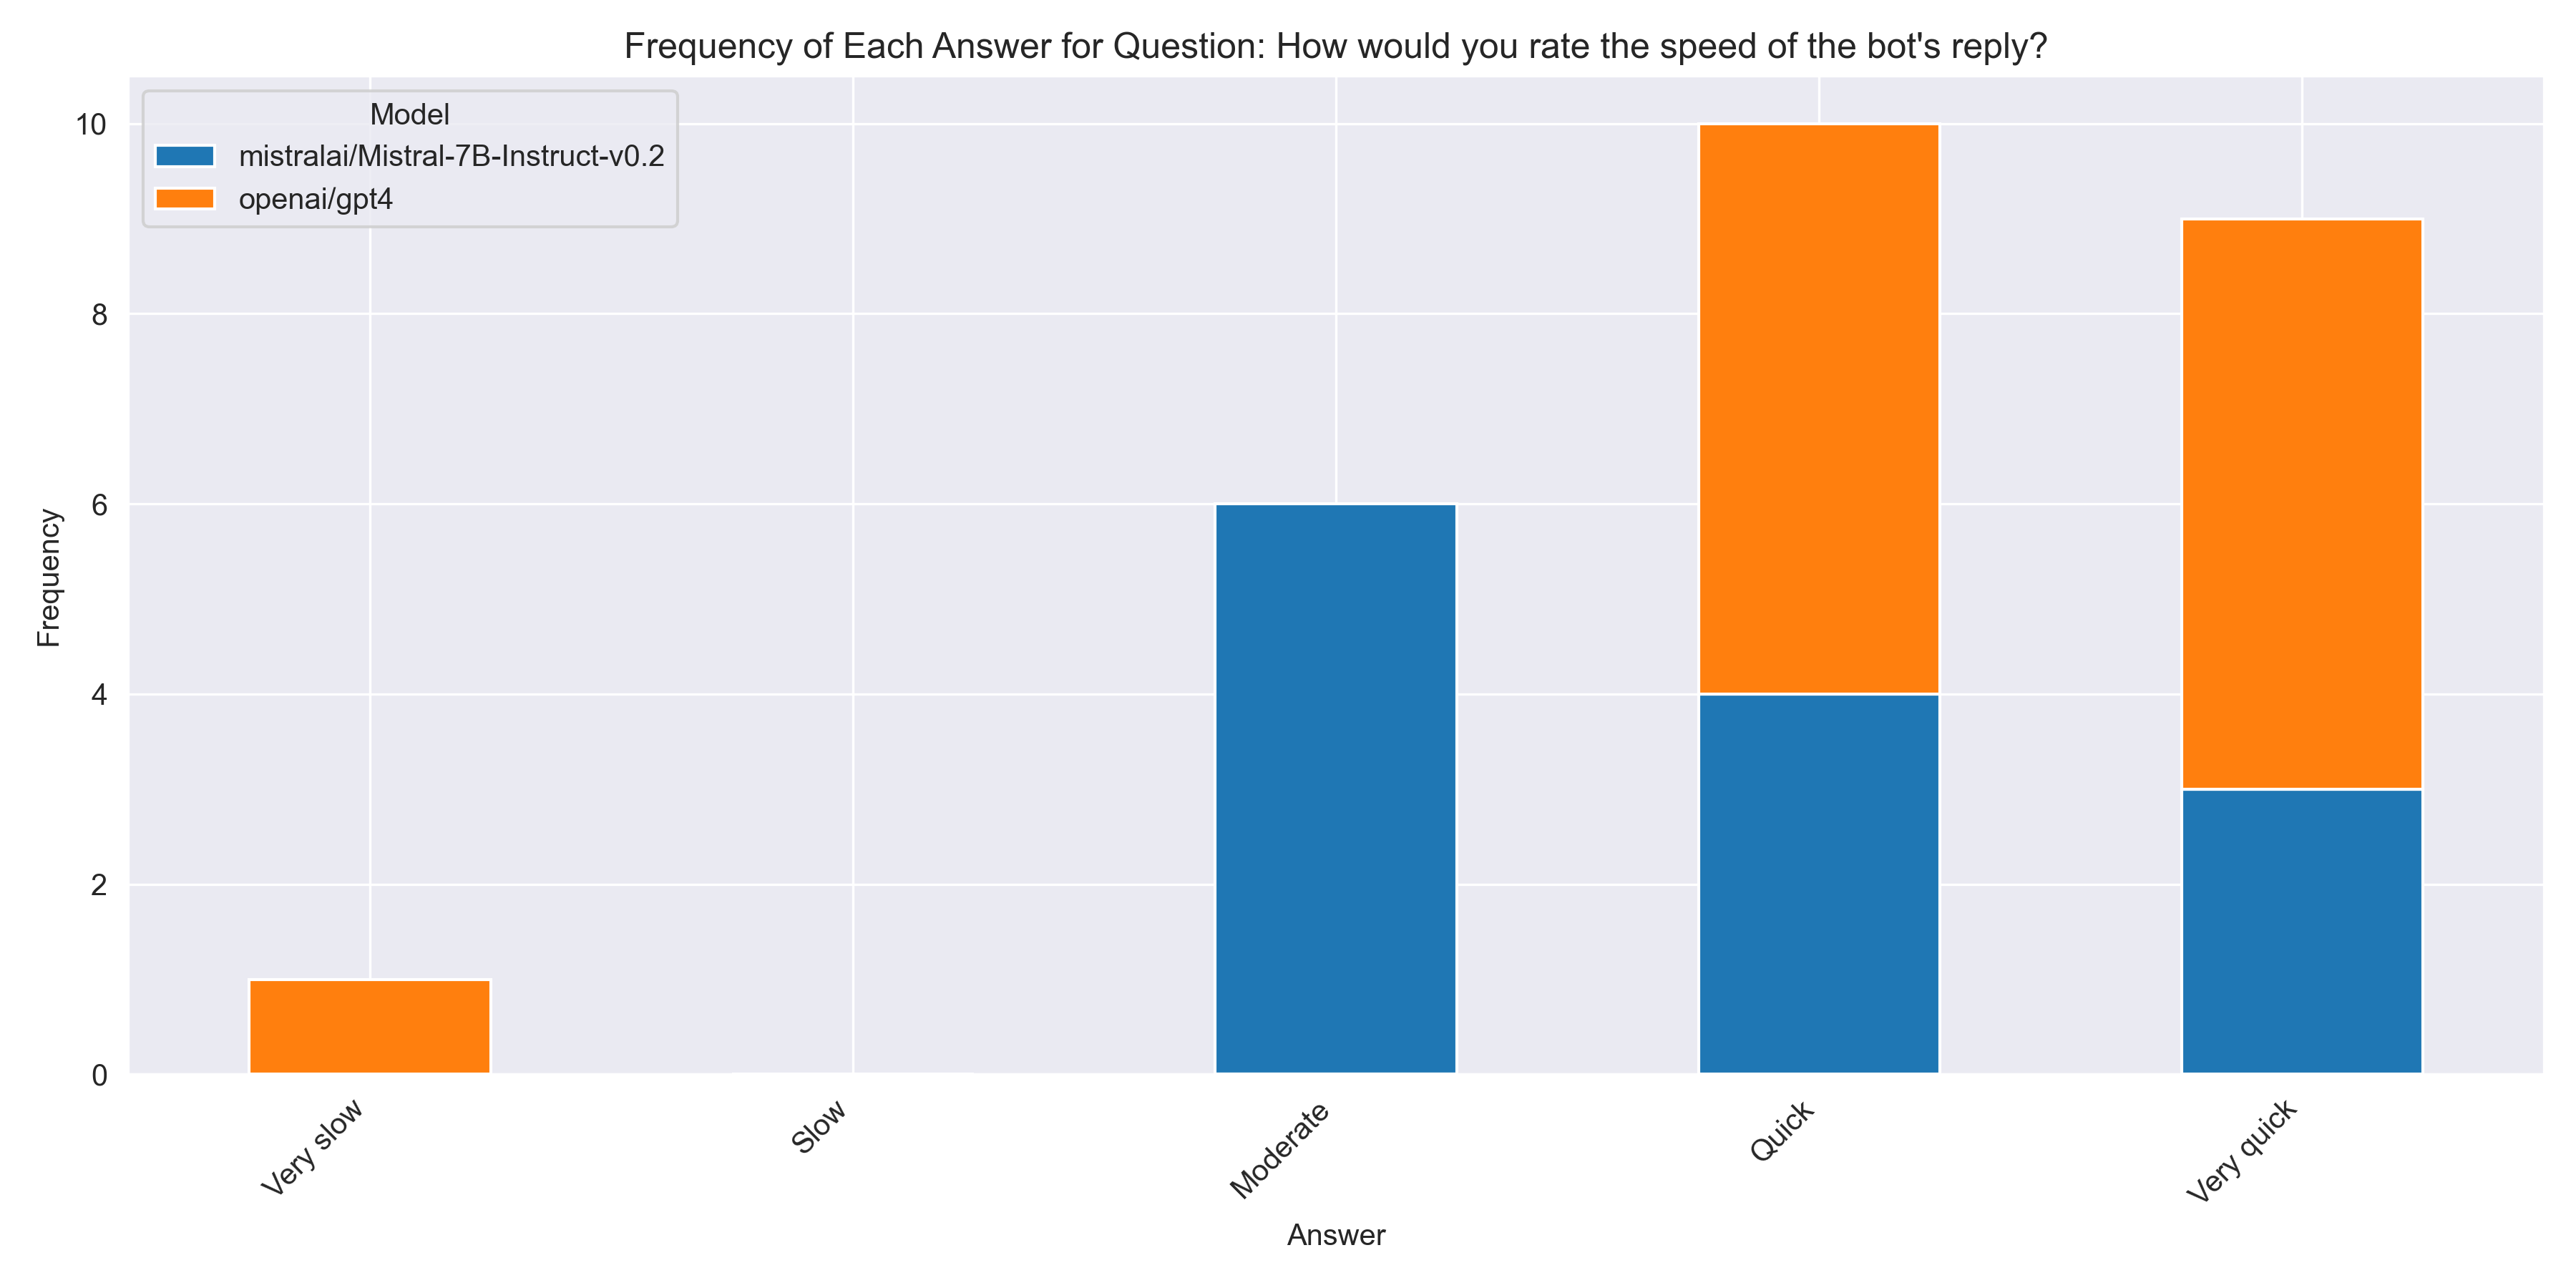 Frequency of Each Answer for Question: How would you rate the speed of the bot's reply?
Model
mistralai/Mistral-7B-Instruct-v0.2
openai/gpt4
10
8
6
4
2
0
Frequency
Very slow
Slow
Moderate
Quick
Very quick
Answer